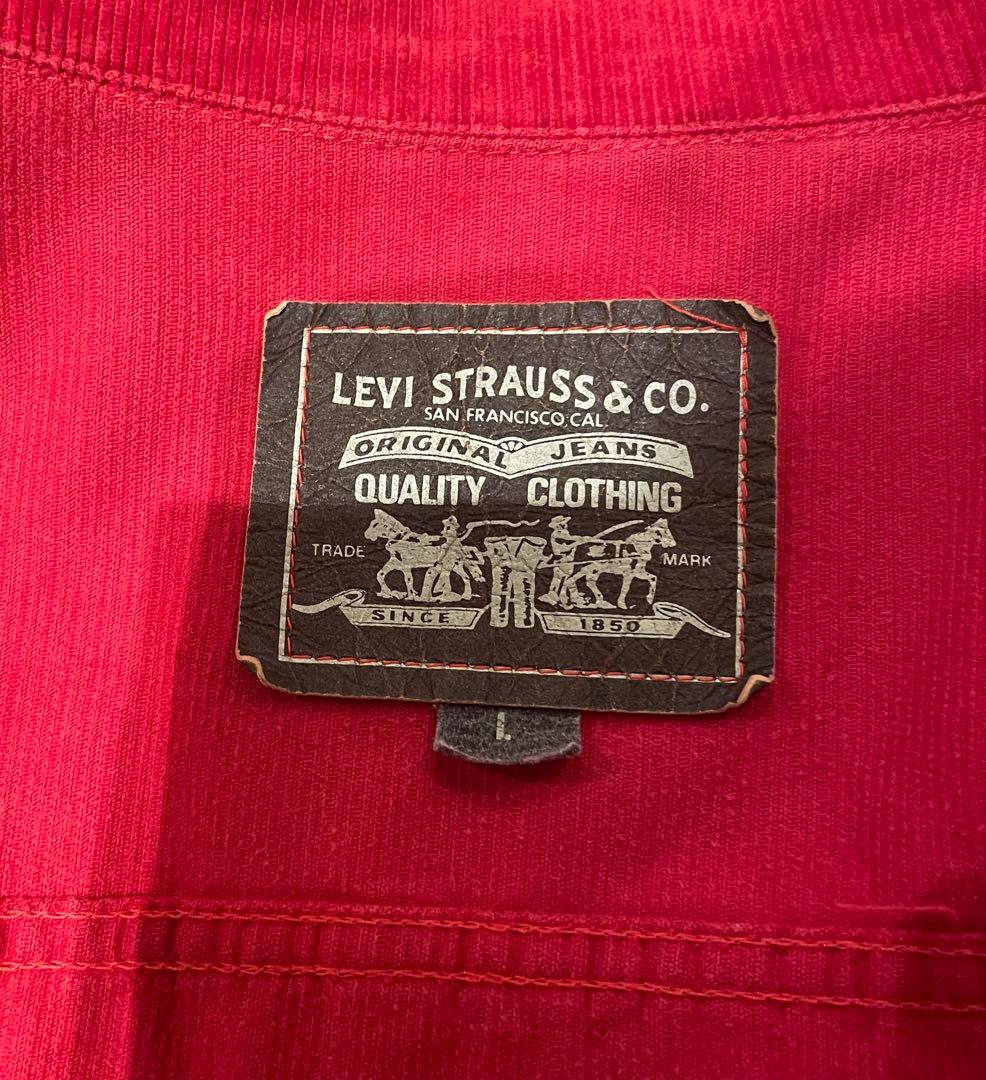 LEVI STRAUSS & CO.
SAN FRANCISCO, CAL.
ORIGINAL JEANS
QUALITY CLOTHING
TRADE MARK
SINCE 1850
L